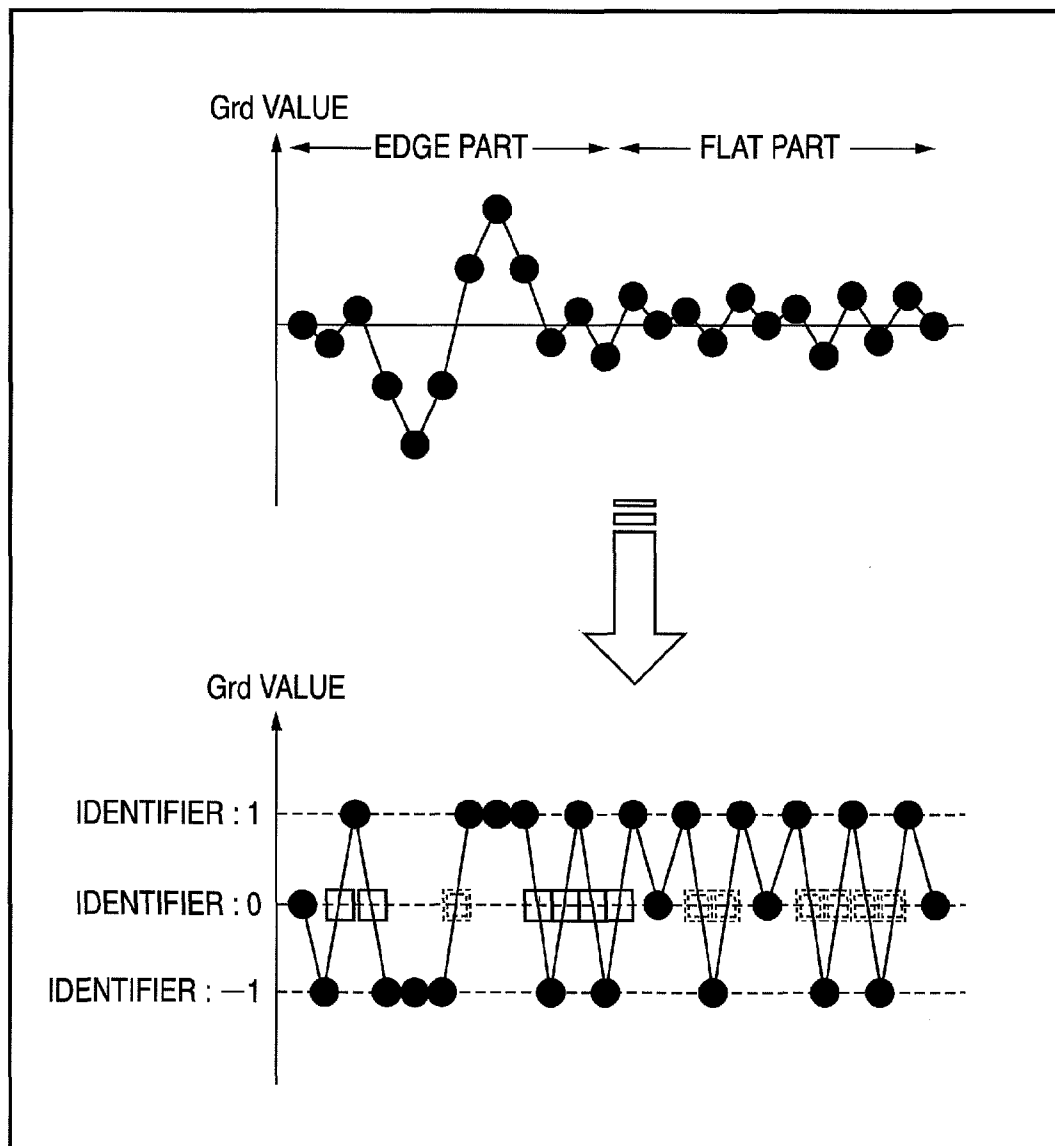 Grd VALUE
EDGE PART
FLAT PART
Grd VALUE
IDENTIFIER : 1
IDENTIFIER : 0
IDENTIFIER : —1